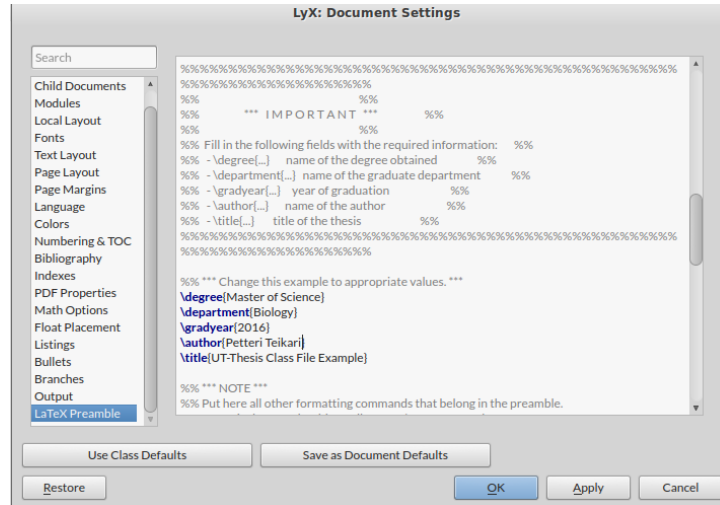 LyX: Document Settings
Search
Child Documents
Modules
Local Layout
Fonts
Text Layout
Page Layout
Page Margins
Language
Colors
Numbering & TOC
Bibliography
Indexes
PDF Properties
Math Options
Float Placement
Listings
Bullets
Branches
Output
LaTeX Preamble
%%%%%%%%%%%%%%%%%%%%%%%%%%%%%%%%%%%%%%%%%%%%%%%%%%%%
%%%%%%%%%%%%%%%%%%%%
%% %%
%% *** I M P O R T A N T *** %%
%% %%
%% Fill in the following fields with the required information: %%
%% - \degree{...} name of the degree obtained %%
%% - \department{...} name of the graduate department %%
%% - \gradyear{...} year of graduation %%
%% - \author{...} name of the author %%
%% - \title{...} title of the thesis %%
%%%%%%%%%%%%%%%%%%%%%%%%%%%%%%%%%%%%%%%%%%%%%%%%%%%%
%%%%%%%%%%%%%%%%%%%%
%% *** Change this example to appropriate values. ***
\degree{Master of Science}
\department{Biology}
\gradyear{2016}
\author{Petteri Teikari}
\title{UT-Thesis Class File Example}
%% *** NOTE ***
%% Put here all other formatting commands that belong in the preamble.
Use Class Defaults
Save as Document Defaults
Restore
OK
Apply
Cancel